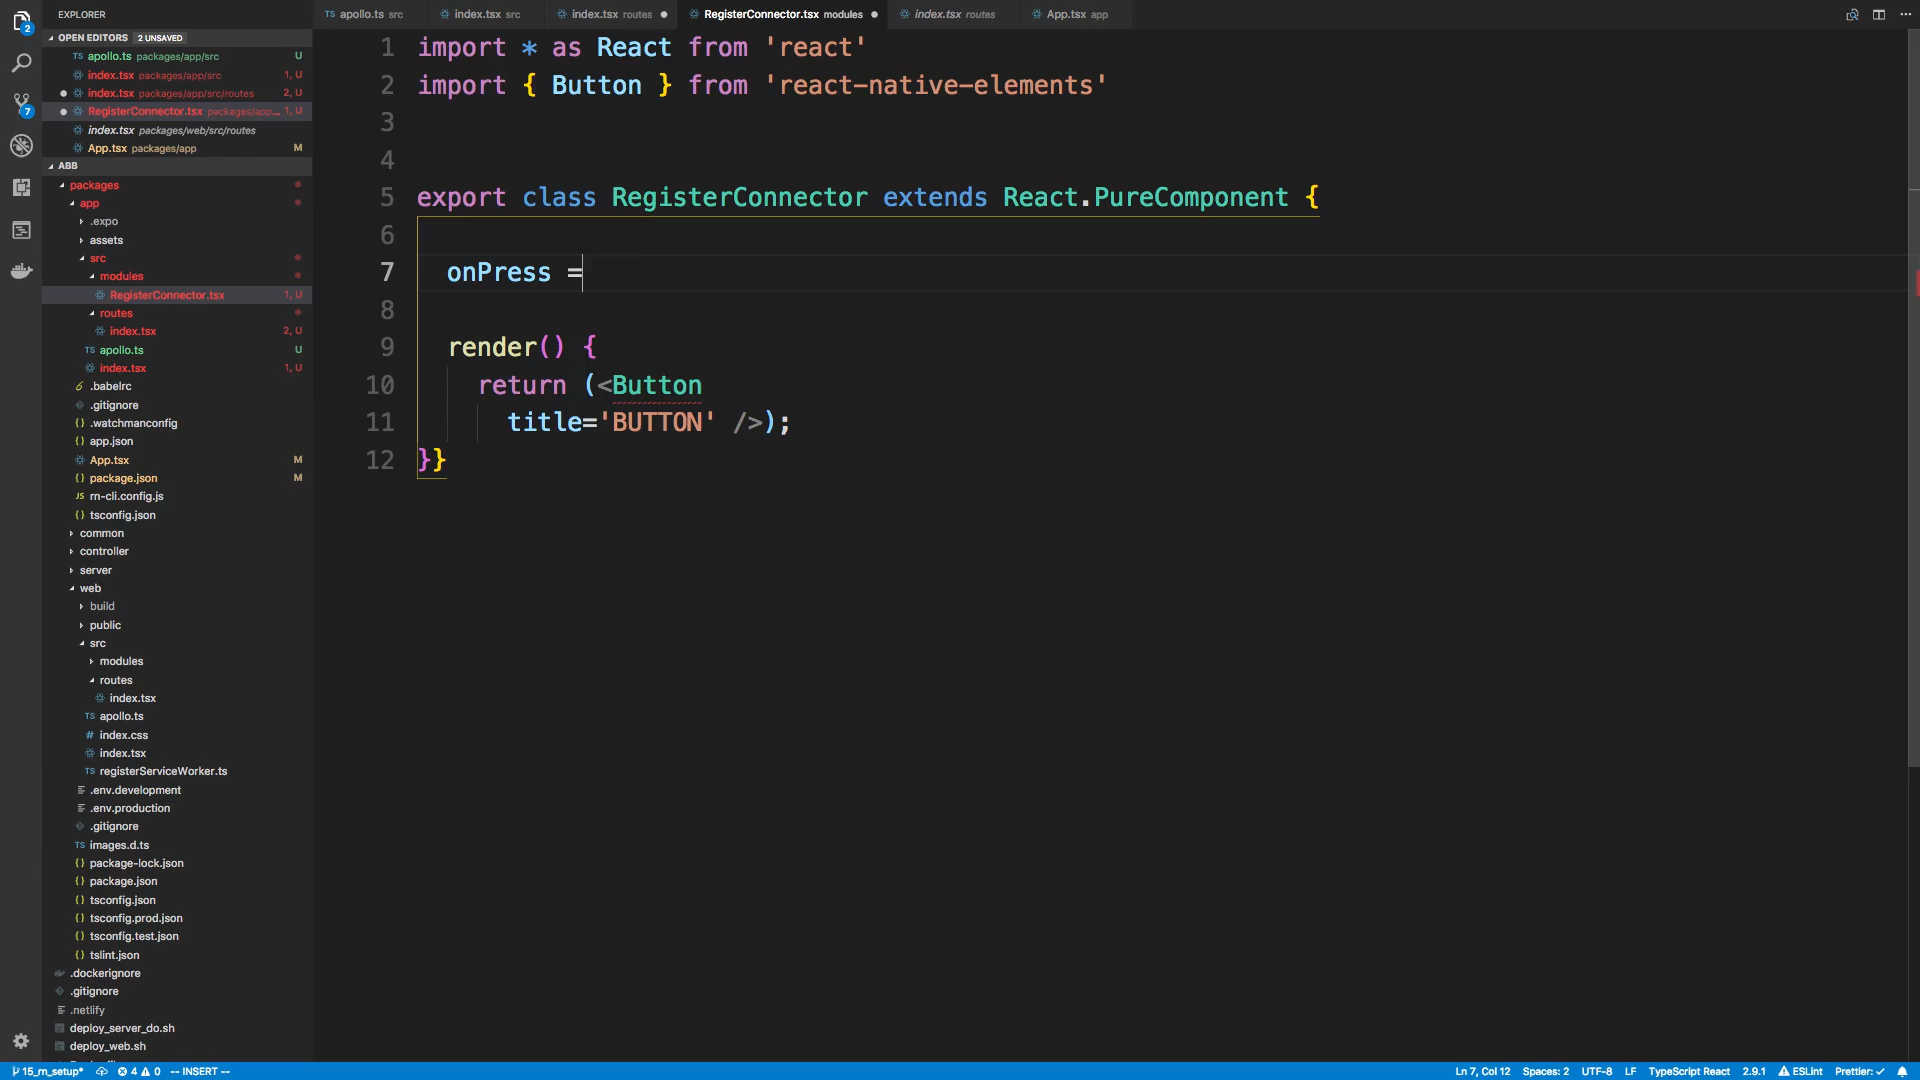 EXPLORER
OPEN EDITORS 2 UNSAVED
TS apollo.ts packages/app/src U
index.tsx packages/app/src 1, U
index.tsx packages/app/src/routes 2, U
RegisterConnector.tsx packages/app... 1, U
index.tsx packages/web/src/routes
App.tsx packages/app M
ABB
packages
app
.expo
assets
src
modules
RegisterConnector.tsx 1, U
routes
index.tsx 2, U
TS apollo.ts U
index.tsx 1, U
.babelrc
.gitignore
{} .watchmanconfig
{} app.json
App.tsx M
{} package.json M
JS rn-cli.config.js
{} tsconfig.json
common
controller
server
web
build
public
src
modules
routes
index.tsx
TS apollo.ts
# index.css
index.tsx
TS registerServiceWorker.ts
.env.development
.env.production
.gitignore
TS images.d.ts
{} package-lock.json
{} package.json
{} tsconfig.json
{} tsconfig.prod.json
{} tsconfig.test.json
{} tslint.json
.dockerignore
.gitignore
.netlify
deploy_server_do.sh
deploy_web.sh
2
7
TS apollo.ts src
index.tsx src
index.tsx routes
RegisterConnector.tsx modules
index.tsx routes
App.tsx app
1 import * as React from 'react'
2 import { Button } from 'react-native-elements'
3
4
5 export class RegisterConnector extends React.PureComponent {
6
7 onPress =
8
9 render() {
10 return (<Button
11 title='BUTTON' />);
12 }}
15_rn_setup* 4 0 -- INSERT --
Ln 7, Col 12 Spaces: 2 UTF-8 LF TypeScript React 2.9.1 ESLint Prettier: ✓